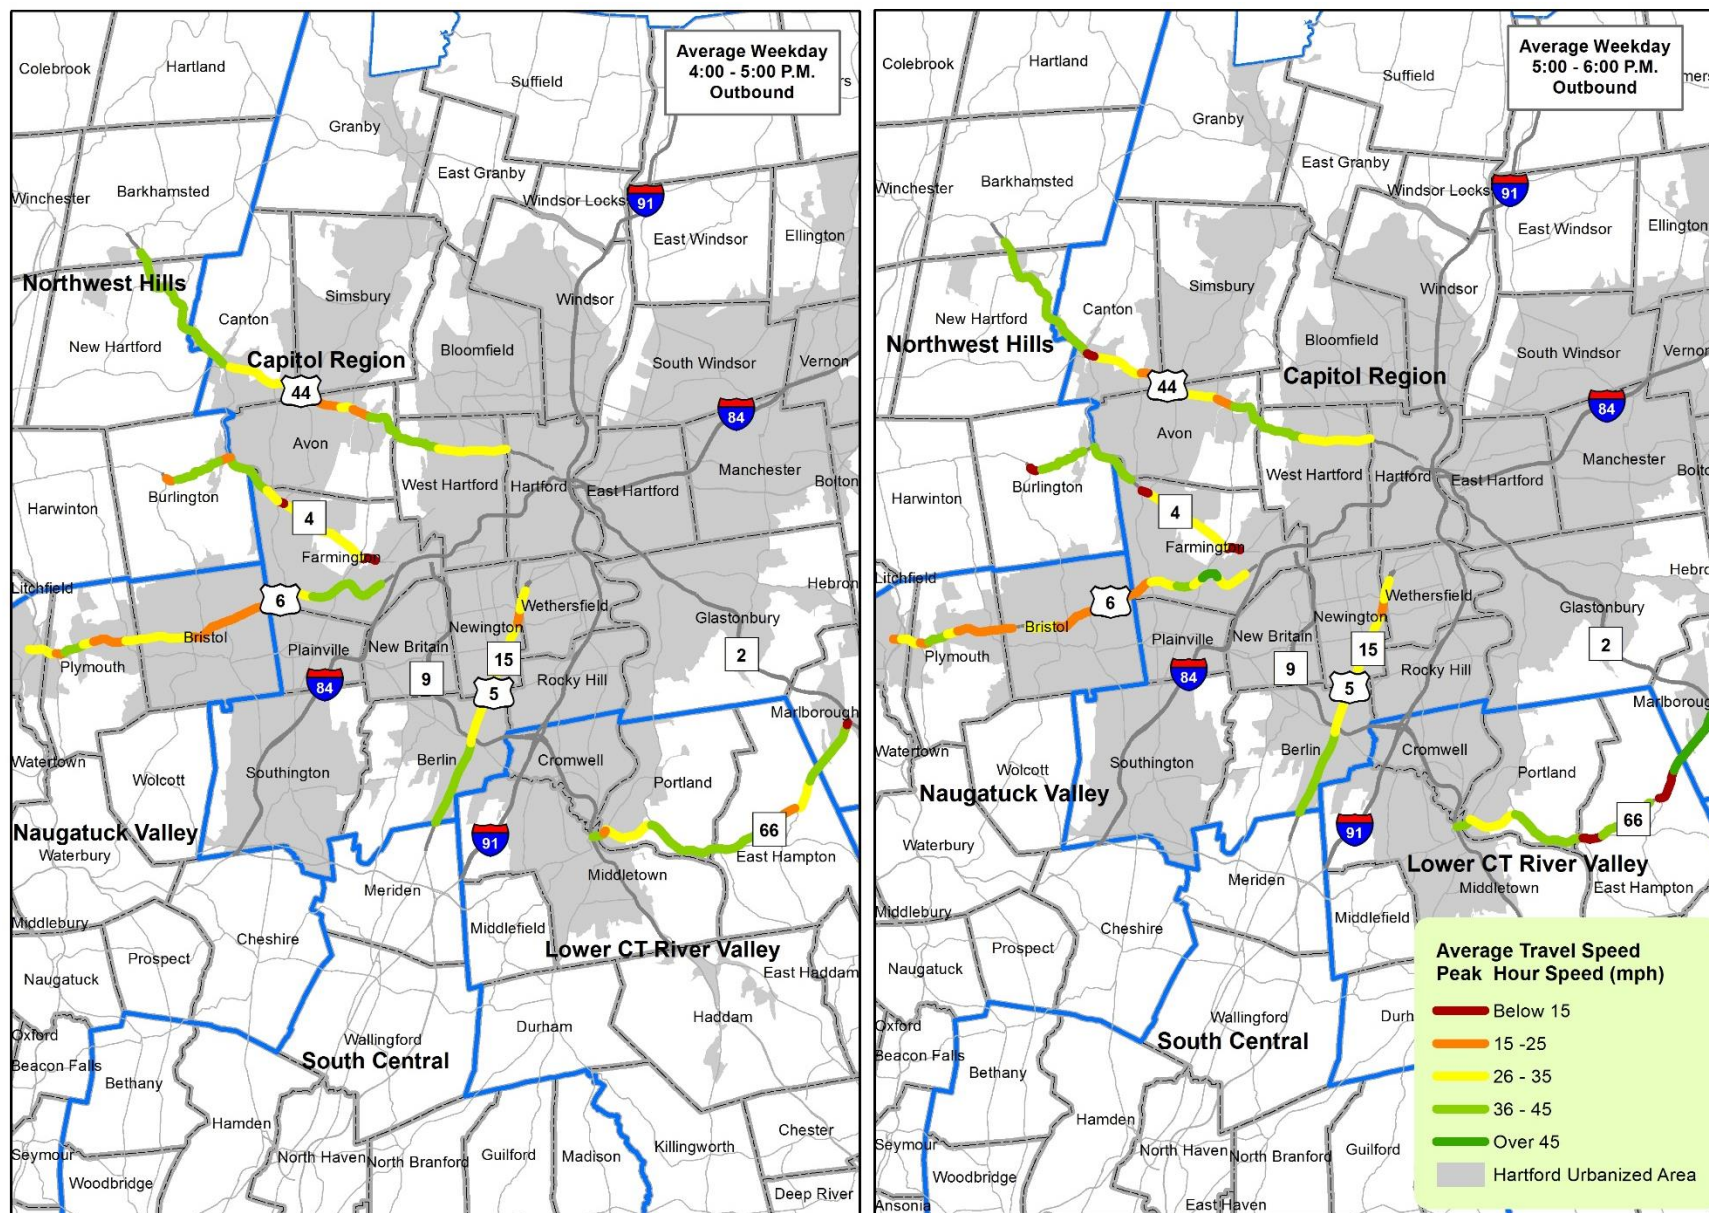 Average Weekday
4:00 - 5:00 P.M.
Outbound
Colebrook
Hartland
Suffield
Granby
East Granby
Barkhamsted
Winchester
Windsor Locks
91
East Windsor
Ellington
Northwest Hills
Simsbury
Windsor
Canton
New Hartford
Capitol Region
Bloomfield
South Windsor
Vernon
44
84
Avon
Manchester
West Hartford
Hartford
East Hartford
Bolton
Burlington
Harwinton
4
Farmington
Litchfield
Hebron
6
Wethersfield
Glastonbury
Bristol
Newington
Plymouth
Plainville
New Britain
15
2
84
9
5
Rocky Hill
Marlborough
Watertown
Wolcott
Southington
Berlin
Cromwell
Portland
Naugatuck Valley
66
Waterbury
91
East Hampton
Meriden
Middletown
Middlebury
Cheshire
Middlefield
Prospect
Lower CT River Valley
Naugatuck
East Haddam
Haddam
Oxford
Wallingford
Durham
Beacon Falls
South Central
Bethany
Hamden
Chester
Seymour
North Haven
North Branford
Guilford
Madison
Killingworth
Woodbridge
Deep River
Average Weekday
5:00 - 6:00 P.M.
Outbound
Colebrook
Hartland
Suffield
Granby
East Granby
Barkhamsted
Winchester
Windsor Locks
91
East Windsor
Ellington
Simsbury
Windsor
Canton
New Hartford
Northwest Hills
Bloomfield
South Windsor
Vernon
Capitol Region
44
84
Avon
Manchester
West Hartford
Hartford
East Hartford
Burlington
Harwinton
4
Farmington
Litchfield
6
Wethersfield
Glastonbury
Bristol
Newington
Plymouth
Plainville
New Britain
15
2
84
9
5
Rocky Hill
Marlboroug
Watertown
Wolcott
Southington
Berlin
Cromwell
Portland
Naugatuck Valley
66
91
Waterbury
Lower CT River Valley
Meriden
Middletown
East Hampton
Middlebury
Cheshire
Middlefield
Prospect
Naugatuck
Oxford
Wallingford
Durh
South Central
Beacon Falls
Bethany
Hamden
Seymour
North Haven
North Branford
Guilford
Woodbridge
Ansonia
East Haven
Average Travel Speed
Peak Hour Speed (mph)
Below 15
15 -25
26 - 35
36 - 45
Over 45
Hartford Urbanized Area